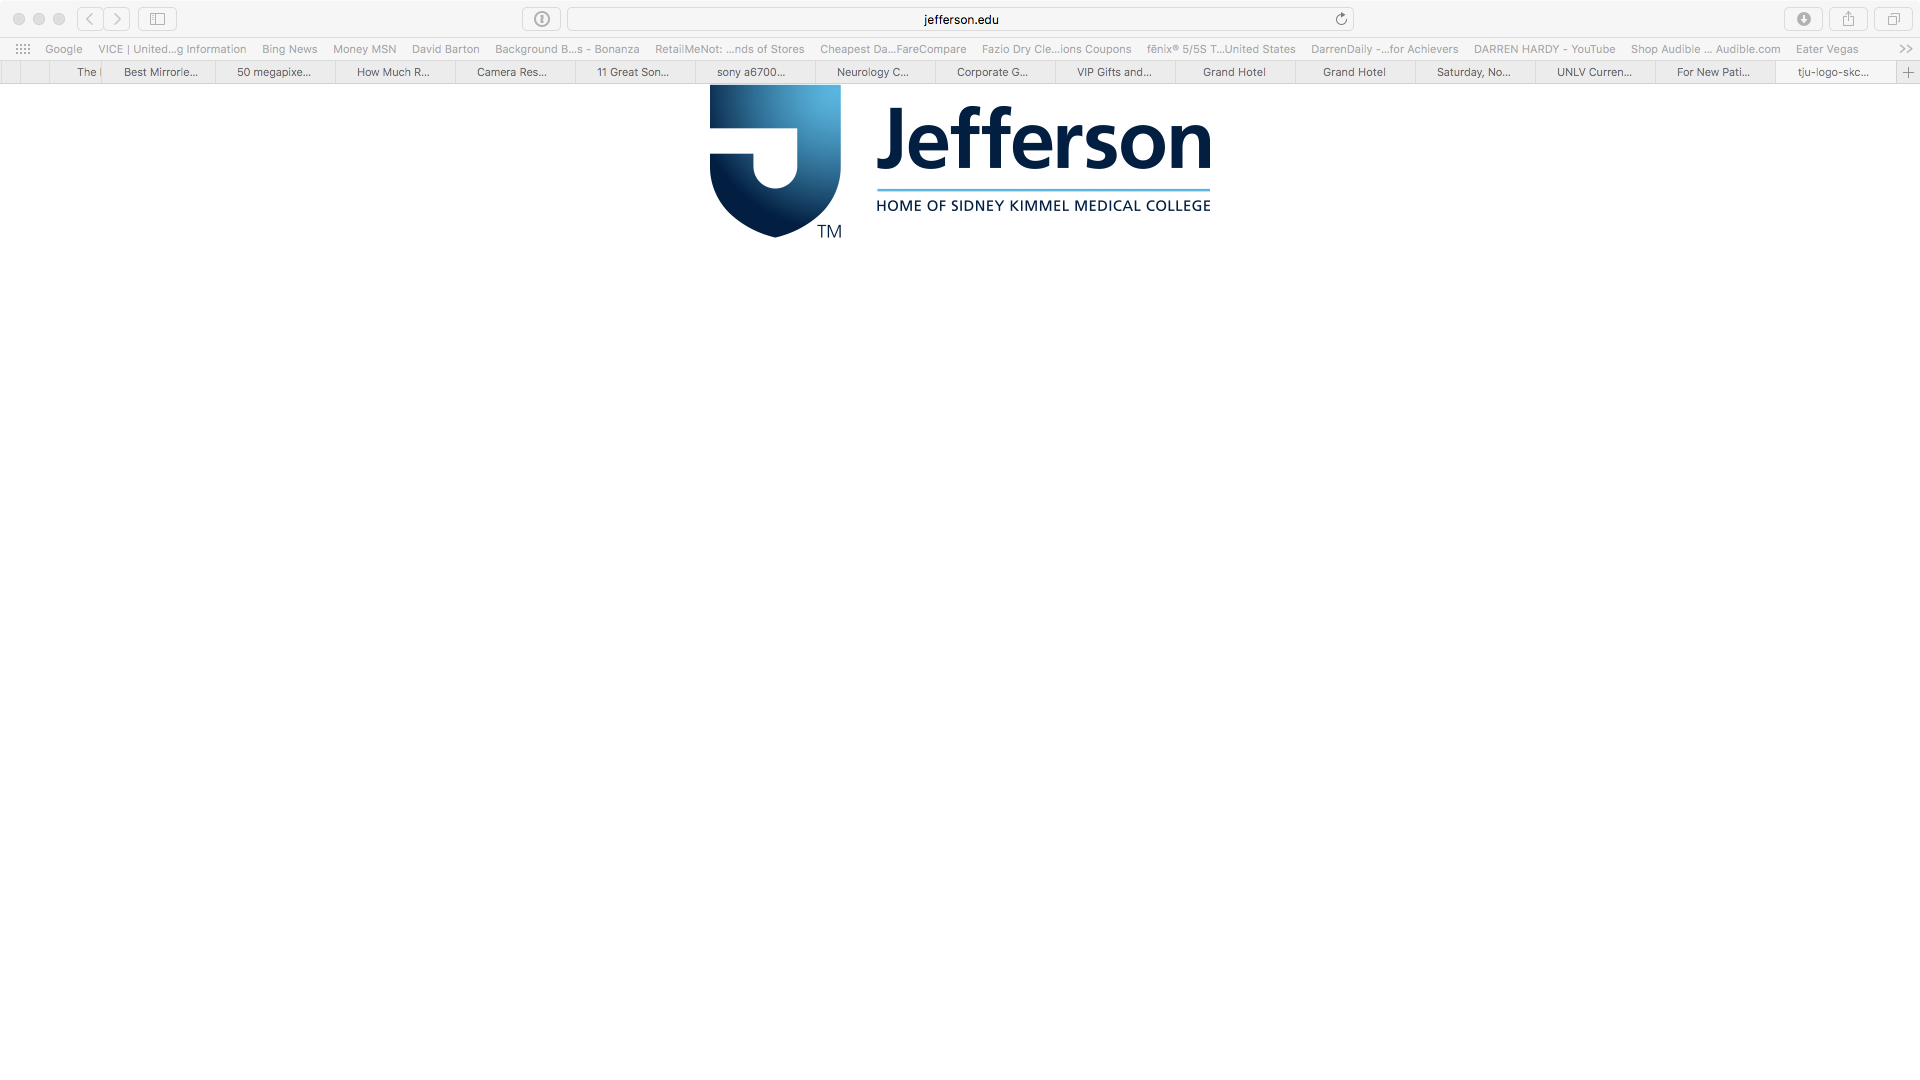 jefferson.edu
Google VICE | United...g Information Bing News Money MSN David Barton Background B...s - Bonanza RetailMeNot: ...nds of Stores Cheapest Da...FareCompare Fazio Dry Cle...ions Coupons fēnix® 5/5S T...United States DarrenDaily -...for Achievers DARREN HARDY - YouTube Shop Audible ... Audible.com Eater Vegas >>
The Best Mirrorle... 50 megapixe... How Much R... Camera Res... 11 Great Son... sony a6700... Neurology C... Corporate G... VIP Gifts and... Grand Hotel Grand Hotel Saturday, No... UNLV Curren... For New Pati... tju-logo-skc... +
Jefferson
HOME OF SIDNEY KIMMEL MEDICAL COLLEGE
TM